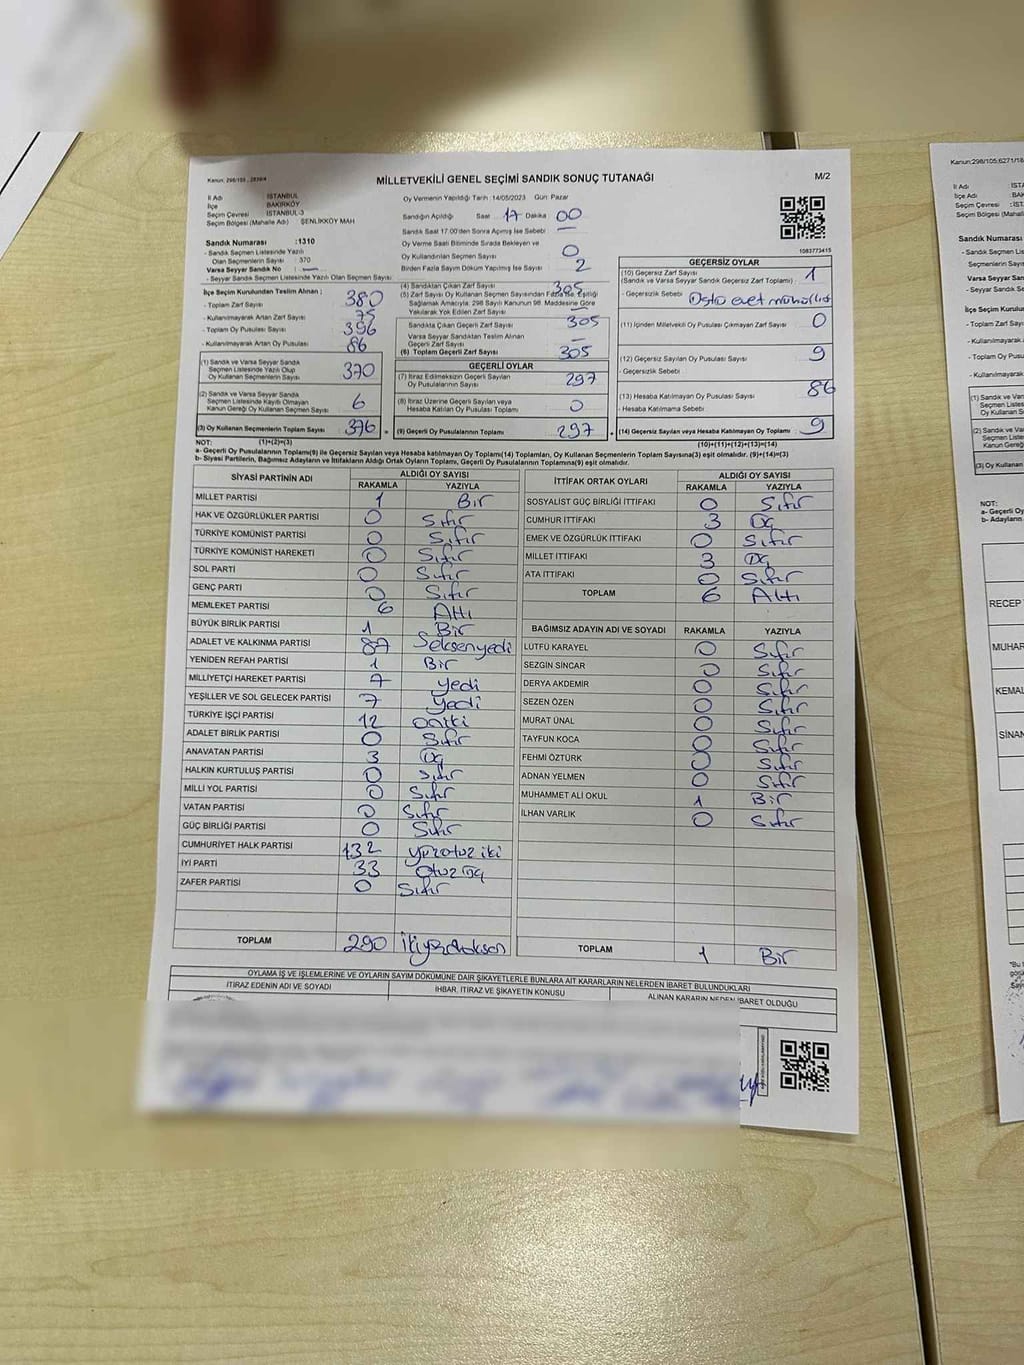 Kanun: 298/105 , 2839/4
MİLLETVEKİLİ GENEL SEÇİMİ SANDIK SONUÇ TUTANAĞI
M/2
İl Adı : İSTANBUL
İlçe : BAKIRKÖY
Seçim Çevresi : İSTANBUL-3
Seçim Bölgesi (Mahalle Adı) : ŞENLİKKÖY MAH
Sandık Numarası : 1310
- Sandık Seçmen Listesinde Yazılı
Olan Seçmenlerin Sayısı : 370
Varsa Seyyar Sandık No : —
- Seyyar Sandık Seçmen Listesinde Yazılı Olan Seçmen Sayısı:
Oy Vermenin Yapıldığı Tarih : 14/05/2023 Gün: Pazar
Sandığın Açıldığı Saat 17 Dakika 00
Sandık Saat 17.00'den Sonra Açılmış İse Sebebi —
Oy Verme Saati Bitiminde Sırada Bekleyen ve
Oy Kullandırılan Seçmen Sayısı 0
Birden Fazla Sayım Döküm Yapılmış İse Sayısı 2
1083773415
İlçe Seçim Kurulundan Teslim Alınan :
- Toplam Zarf Sayısı 380
- Kullanılmayarak Artan Zarf Sayısı 75
- Toplam Oy Pusulası Sayısı 396
- Kullanılmayarak Artan Oy Pusulası 86
(1) Sandık ve Varsa Seyyar Sandık
Seçmen Listesinde Yazılı Olup
Oy Kullanan Seçmenlerin Sayısı 370
(2) Sandık ve Varsa Seyyar Sandık
Seçmen Listesinde Kayıtlı Olmayan
Kanun Gereği Oy Kullanan Seçmen Sayısı 6
(3) Oy Kullanan Seçmenlerin Toplam Sayısı 376 =
(4) Sandıktan Çıkan Zarf Sayısı 305
(5) Zarf Sayısı Oy Kullanan Seçmen Sayısından Fazla İse, Eşitliği
Sağlamak Amacıyla, 298 Sayılı Kanunun 98. Maddesine Göre
Yakılarak Yok Edilen Zarf Sayısı —
Sandıkta Çıkan Geçerli Zarf Sayısı 305
Varsa Seyyar Sandıktan Teslim Alınan
Geçerli Zarf Sayısı —
(6) Toplam Geçerli Zarf Sayısı 305
GEÇERLİ OYLAR
(7) İtiraz Edilmeksizin Geçerli Sayılan
Oy Pusulalarının Sayısı 297
(8) İtiraz Üzerine Geçerli Sayılan veya
Hesaba Katılan Oy Pusulası Toplamı 0
(9) Geçerli Oy Pusulalarının Toplamı 297 +
GEÇERSİZ OYLAR
(10) Geçersiz Zarf Sayısı
(Sandık ve Varsa Seyyar Sandık Geçersiz Zarf Toplamı) : 1
- Geçersizlik Sebebi : evet
(11) İçinden Milletvekili Oy Pusulası Çıkmayan Zarf Sayısı 0
(12) Geçersiz Sayılan Oy Pusulası Sayısı 9
- Geçersizlik Sebebi
(13) Hesaba Katılmayan Oy Pusulası Sayısı 86
- Hesaba Katılmama Sebebi
(14) Geçersiz Sayılan veya Hesaba Katılmayan Oy Toplamı 9
NOT: (1)+(2)=(3) (10)+(11)+(12)+(13)=(14)
a- Geçerli Oy Pusulalarının Toplamı(9) ile Geçersiz Sayılan veya Hesaba Katılmayan Oy Toplamı(14) Toplamları, Oy Kullanan Seçmenlerin Toplam Sayısına(3) eşit olmalıdır. (9)+(14)=(3)
b- Siyasi Partilerin, Bağımsız Adayların ve İttifakların Aldığı Ortak Oyların Toplamı, Geçerli Oy Pusulalarının Toplamına(9) eşit olmalıdır.
SİYASİ PARTİNİN ADI ALDIĞI OY SAYISI
RAKAMLA YAZIYLA
MİLLET PARTİSİ 1 Bir
HAK VE ÖZGÜRLÜKLER PARTİSİ 0 Sıfır
TÜRKİYE KOMÜNİST PARTİSİ 0 Sıfır
TÜRKİYE KOMÜNİST HAREKETİ 0 Sıfır
SOL PARTİ 0 Sıfır
GENÇ PARTİ 0 Sıfır
MEMLEKET PARTİSİ 6 Altı
BÜYÜK BİRLİK PARTİSİ 1 Bir
ADALET VE KALKINMA PARTİSİ 87 Seksenyedi
YENİDEN REFAH PARTİSİ 1 Bir
MİLLİYETÇİ HAREKET PARTİSİ 7 yedi
YEŞİLLER VE SOL GELECEK PARTİSİ 7 yedi
TÜRKİYE İŞÇİ PARTİSİ 12 oniki
ADALET BİRLİK PARTİSİ 0 Sıfır
ANAVATAN PARTİSİ 3 Üç
HALKIN KURTULUŞ PARTİSİ 0 sıfır
MİLLİ YOL PARTİSİ 0 Sıfır
VATAN PARTİSİ 0 Sıfır
GÜÇ BİRLİĞİ PARTİSİ 0 Sıfır
CUMHURİYET HALK PARTİSİ 132 yüzotuz iki
İYİ PARTİ 33 otuz üç
ZAFER PARTİSİ 0 Sıfır
TOPLAM 290 ikiyüzdoksan
İTTİFAK ORTAK OYLARI ALDIĞI OY SAYISI
RAKAMLA YAZIYLA
SOSYALİST GÜÇ BİRLİĞİ İTTİFAKI 0 Sıfır
CUMHUR İTTİFAKI 3 Üç
EMEK VE ÖZGÜRLÜK İTTİFAKI 0 Sıfır
MİLLET İTTİFAKI 3 Üç
ATA İTTİFAKI 0 Sıfır
TOPLAM 6 Altı
BAĞIMSIZ ADAYIN ADI VE SOYADI RAKAMLA YAZIYLA
LÜTFÜ KARAYEL 0 Sıfır
SEZGİN SİNCAR 0 Sıfır
DERYA AKDEMİR 0 Sıfır
SEZEN ÖZEN 0 Sıfır
MURAT ÜNAL 0 Sıfır
TAYFUN KOCA 0 Sıfır
FEHMİ ÖZTÜRK 0 Sıfır
ADNAN YELMEN 0 Sıfır
MUHAMMET ALİ OKUL 1 Bir
İLHAN VARLIK 0 Sıfır
TOPLAM 1 Bir
OYLAMA İŞ VE İŞLEMLERİNE VE OYLARIN SAYIM DÖKÜMÜNE DAİR ŞİKAYETLERLE BUNLARA AİT KARARLARIN NELERDEN İBARET BULUNDUKLARI
İTİRAZ EDENİN ADI VE SOYADI İHBAR, İTİRAZ VE ŞİKAYETİN KONUSU ALINAN KARARIN NEDEN İBARET OLDUĞU
Kanun:298/105;6271/18
İl Adı : İSTA
İlçe : BAK
Seçim Çevresi : İST
Seçim Bölgesi (Mahalle Adı)
Sandık Numarası
- Sandık Seçmen Listesi
Seçmenlerin Sayısı
Varsa Seyyar Sandık
- Seyyar Sandık Seçmen
İlçe Seçim Kurulu
- Toplam Zarf Sayısı
- Kullanılmayarak
- Toplam Oy Pusula
- Kullanılmayarak
NOT:
a- Geçerli Oy
b- Adayların
RECEP
MUHAR
KEMAL
SİNAN